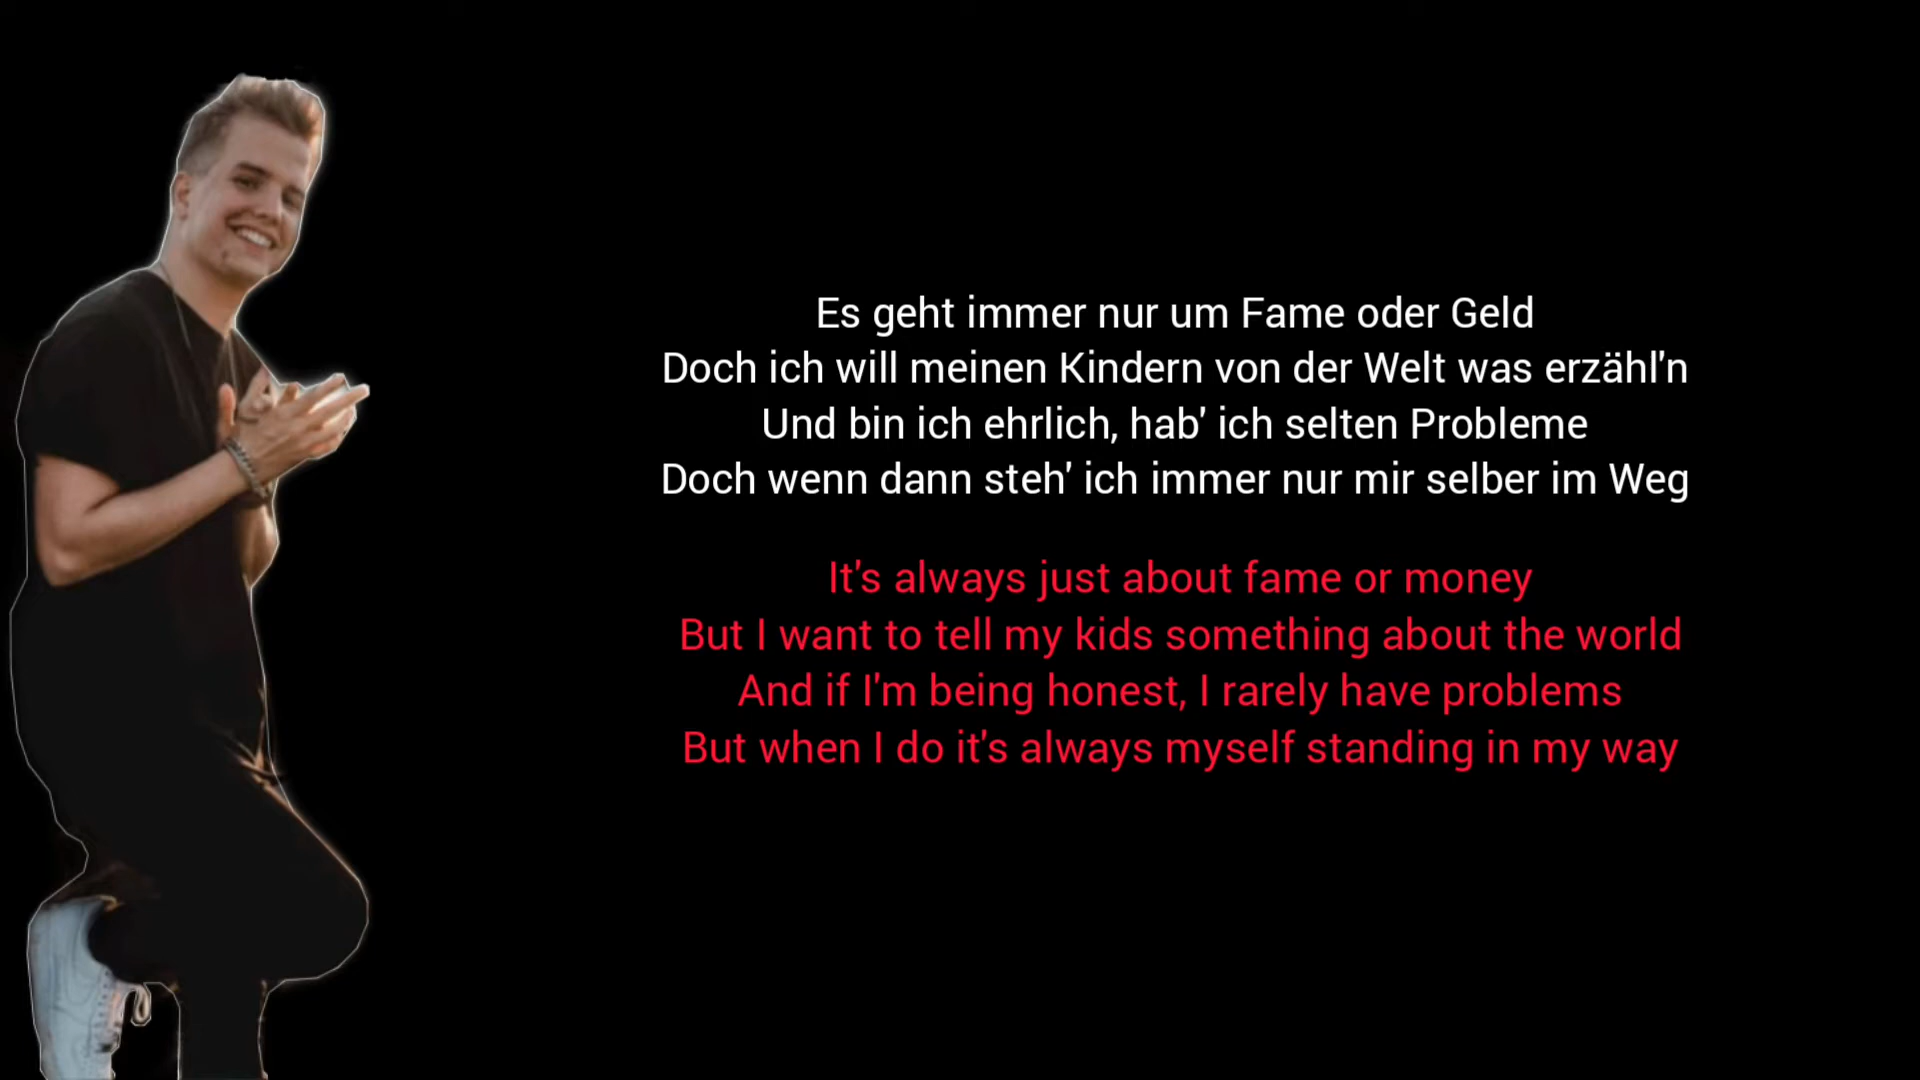 Es geht immer nur um Fame oder Geld
Doch ich will meinen Kindern von der Welt was erzähl'n
Und bin ich ehrlich, hab' ich selten Probleme
Doch wenn dann steh' ich immer nur mir selber im Weg
It's always just about fame or money
But I want to tell my kids something about the world
And if I'm being honest, I rarely have problems
But when I do it's always myself standing in my way